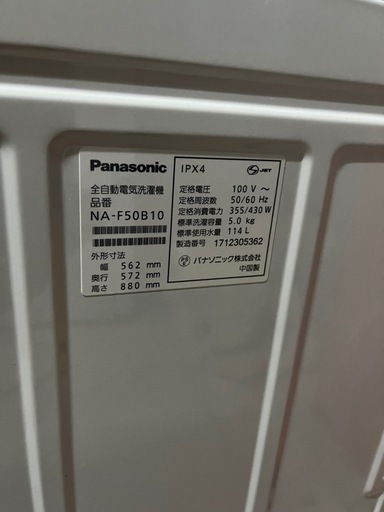 Panasonic
全自動電気洗濯機
品番
NA-F50B10
外形寸法
幅 562 mm
奥行 572 mm
高さ 880 mm
IPX4
JET
定格電圧 100 V ～
定格周波数 50/60 Hz
定格消費電力 355/430 W
標準洗濯容量 5.0 kg
標準使用水量 114 L
製造番号 1712305362
パナソニック株式会社
中国製